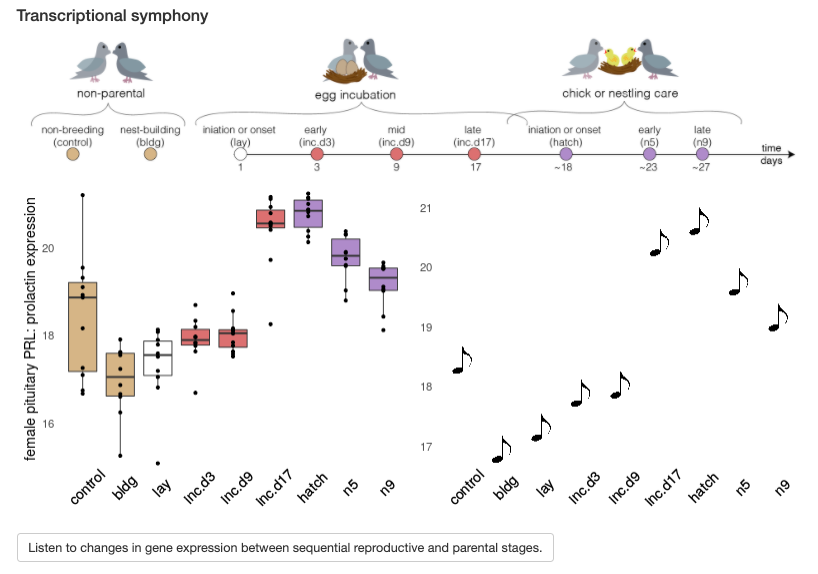 Transcriptional symphony
non-parental
egg incubation
chick or nestling care
non-breeding
(control)
nest-building
(bldg)
iniation or onset
(lay)
early
(inc.d3)
mid
(inc.d9)
late
(inc.d17)
iniation or onset
(hatch)
early
(n5)
late
(n9)
time
days
1
3
9
17
~18
~23
~27
female pituitary PRL: prolactin expression
20
18
16
control
bldg
lay
Inc.d3
Inc.d9
Inc.d17
hatch
n5
n9
21
20
19
18
17
control
bldg
lay
Inc.d3
Inc.d9
Inc.d17
hatch
n5
n9
Listen to changes in gene expression between sequential reproductive and parental stages.